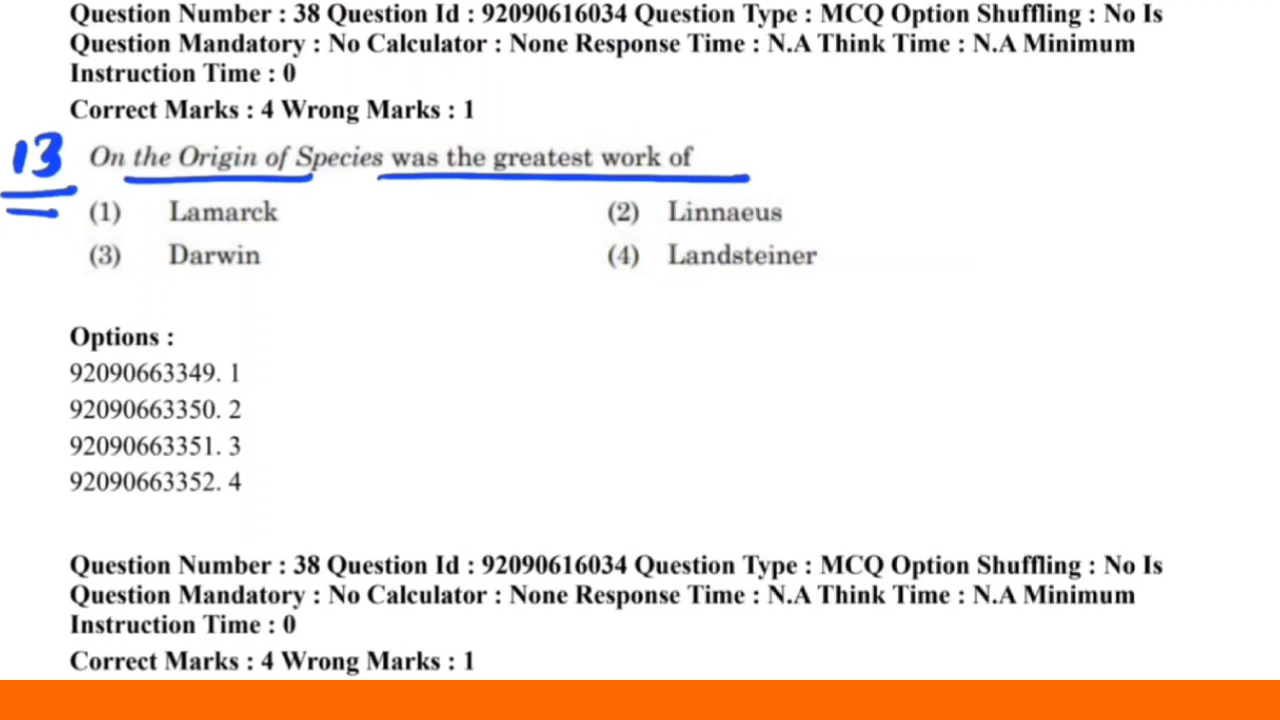 Question Number : 38 Question Id : 92090616034 Question Type : MCQ Option Shuffling : No Is
Question Mandatory : No Calculator : None Response Time : N.A Think Time : N.A Minimum
Instruction Time : 0
Correct Marks : 4 Wrong Marks : 1
13 On the Origin of Species was the greatest work of
(1) Lamarck (2) Linnaeus
(3) Darwin (4) Landsteiner
Options :
92090663349. 1
92090663350. 2
92090663351. 3
92090663352. 4
Question Number : 38 Question Id : 92090616034 Question Type : MCQ Option Shuffling : No Is
Question Mandatory : No Calculator : None Response Time : N.A Think Time : N.A Minimum
Instruction Time : 0
Correct Marks : 4 Wrong Marks : 1